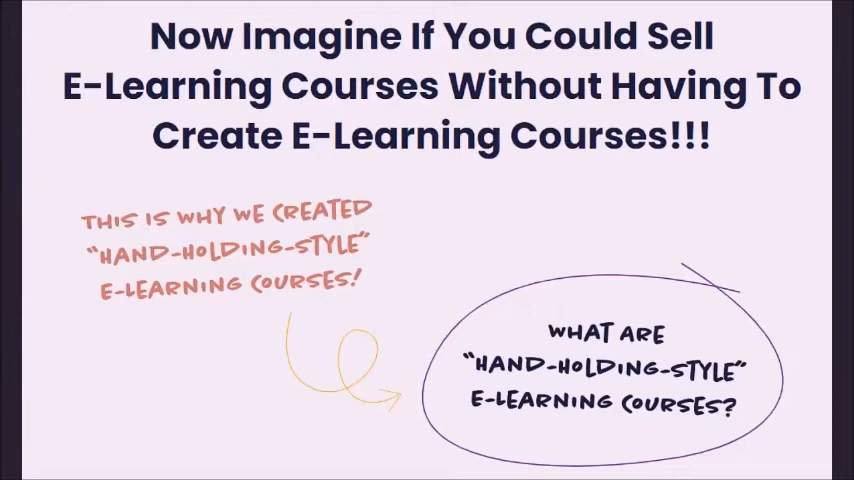 Now Imagine If You Could Sell
E-Learning Courses Without Having To
Create E-Learning Courses!!!
THIS IS WHY WE CREATED
"HAND-HOLDING-STYLE"
E-LEARNING COURSES!
WHAT ARE
"HAND-HOLDING-STYLE"
E-LEARNING COURSES?